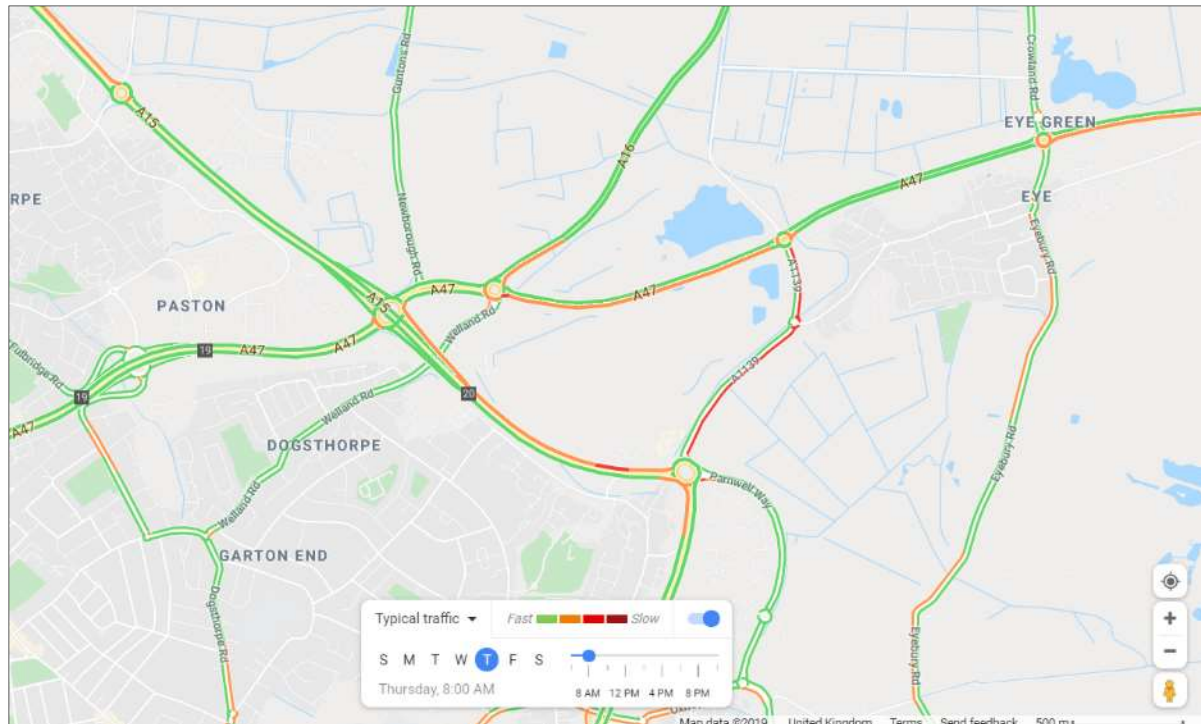 Guntons Rd
Crowland Rd
A15
EYE GREEN
A16
RPE
A47
EYE
Newborough Rd
Eyebury Rd
A1139
A15
A47
A47
PASTON
Welland Rd
A47
19
A47
Fulbridge Rd
A1139
19
20
Welland Rd
A47
DOGSTHORPE
Eyebury Rd
Parnwell Way
Welland Rd
GARTON END
Dogsthorpe Rd
Eyebury Rd
Typical traffic
Fast
Slow
S M T W T F S
Thursday, 8:00 AM
8 AM 12 PM 4 PM 8 PM
Map data ©2019 United Kingdom Terms Send feedback 500 m